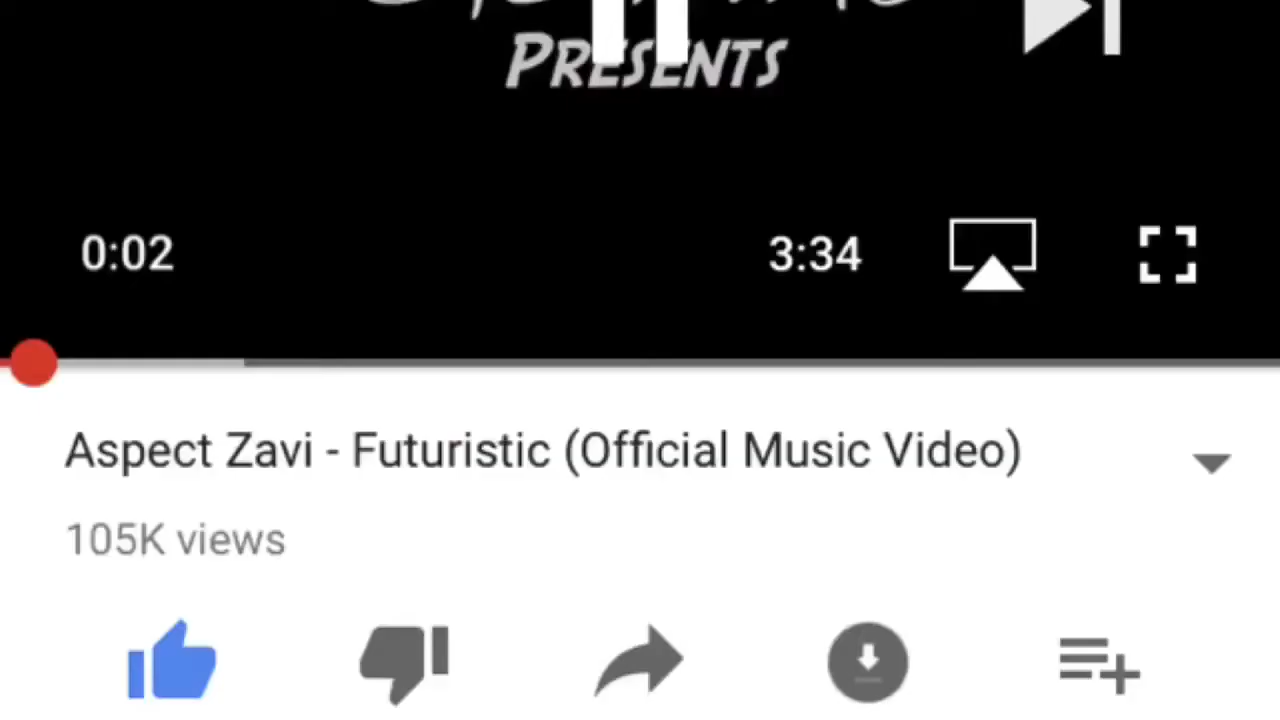 PRESENTS
0:02
3:34
Aspect Zavi - Futuristic (Official Music Video)
105K views